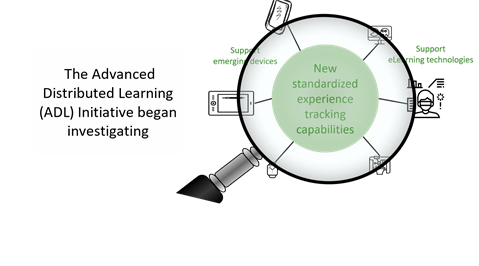 The Advanced
Distributed Learning
(ADL) Initiative began
investigating
Support
emerging devices
New
standardized
experience
tracking
capabilities
Support
eLearning technologies